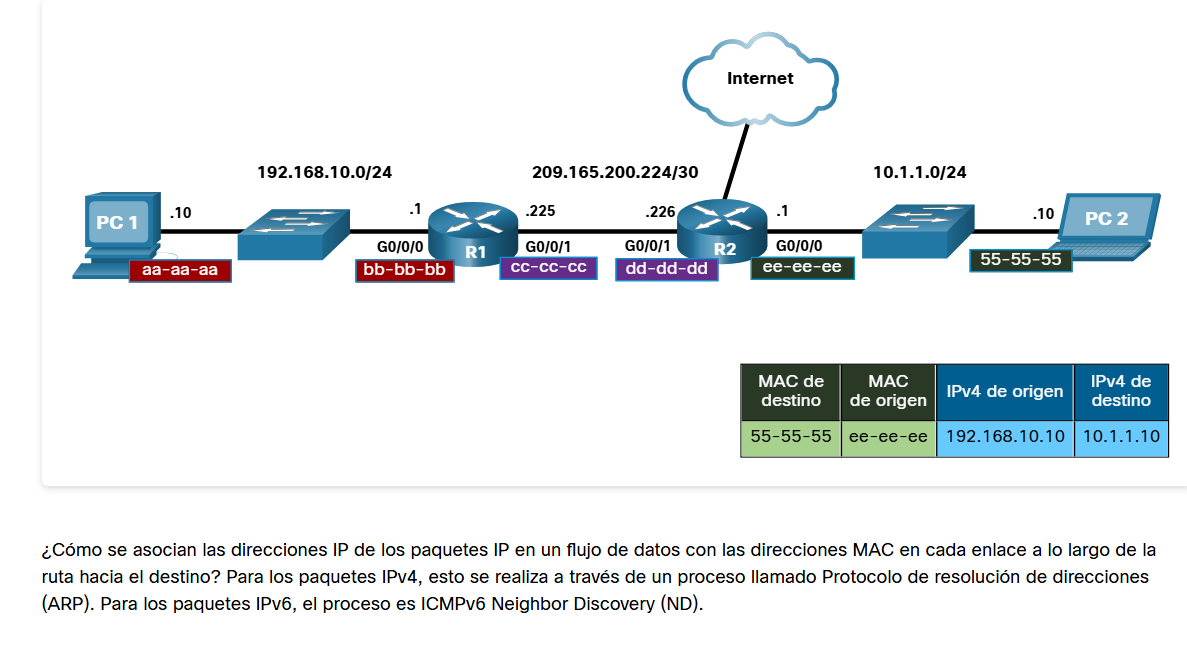 Internet
192.168.10.0/24
209.165.200.224/30
10.1.1.0/24
PC 1
.10
.1
R1
.225
.226
R2
.1
.10
PC 2
G0/0/0
G0/0/1
G0/0/1
G0/0/0
aa-aa-aa
bb-bb-bb
cc-cc-cc
dd-dd-dd
ee-ee-ee
55-55-55
MAC de destino
MAC de origen
IPv4 de origen
IPv4 de destino
55-55-55
ee-ee-ee
192.168.10.10
10.1.1.10
¿Cómo se asocian las direcciones IP de los paquetes IP en un flujo de datos con las direcciones MAC en cada enlace a lo largo de la
ruta hacia el destino? Para los paquetes IPv4, esto se realiza a través de un proceso llamado Protocolo de resolución de direcciones
(ARP). Para los paquetes IPv6, el proceso es ICMPv6 Neighbor Discovery (ND).